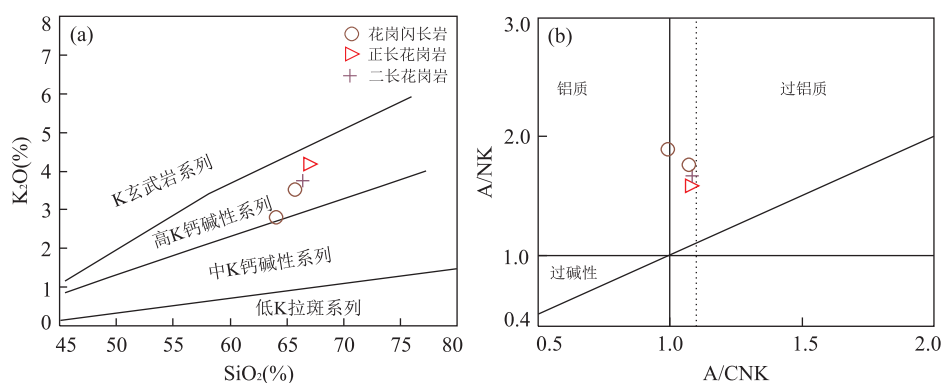 (a)
花岗闪长岩
正长花岗岩
二长花岗岩
K玄武岩系列
高K钙碱性系列
中K钙碱性系列
低K拉斑系列
8
7
6
5
4
3
2
1
0
K₂O(%)
45
50
55
60
65
70
75
80
SiO₂(%)
(b)
铝质
过铝质
过碱性
3.0
2.0
1.0
0.4
A/NK
0.5
1.0
1.5
2.0
A/CNK